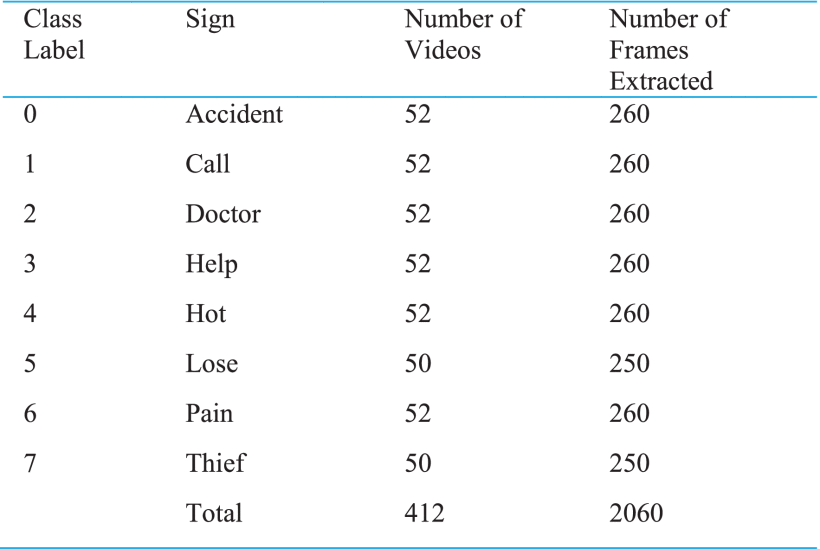 Class Label Sign Number of Videos Number of Frames Extracted
0 Accident 52 260
1 Call 52 260
2 Doctor 52 260
3 Help 52 260
4 Hot 52 260
5 Lose 50 250
6 Pain 52 260
7 Thief 50 250
Total 412 2060